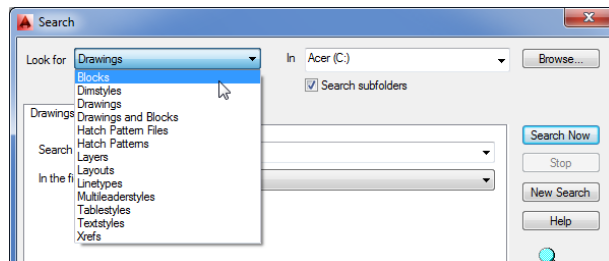 Search
Look for Drawings In Acer (C:) Browse...
Search subfolders
Blocks
Dimstyles
Drawings
Drawings and Blocks
Hatch Pattern Files
Hatch Patterns
Layers
Layouts
Linetypes
Multileaderstyles
Tablestyles
Textstyles
Xrefs
Drawings
Search
In the fi
Search Now
Stop
New Search
Help